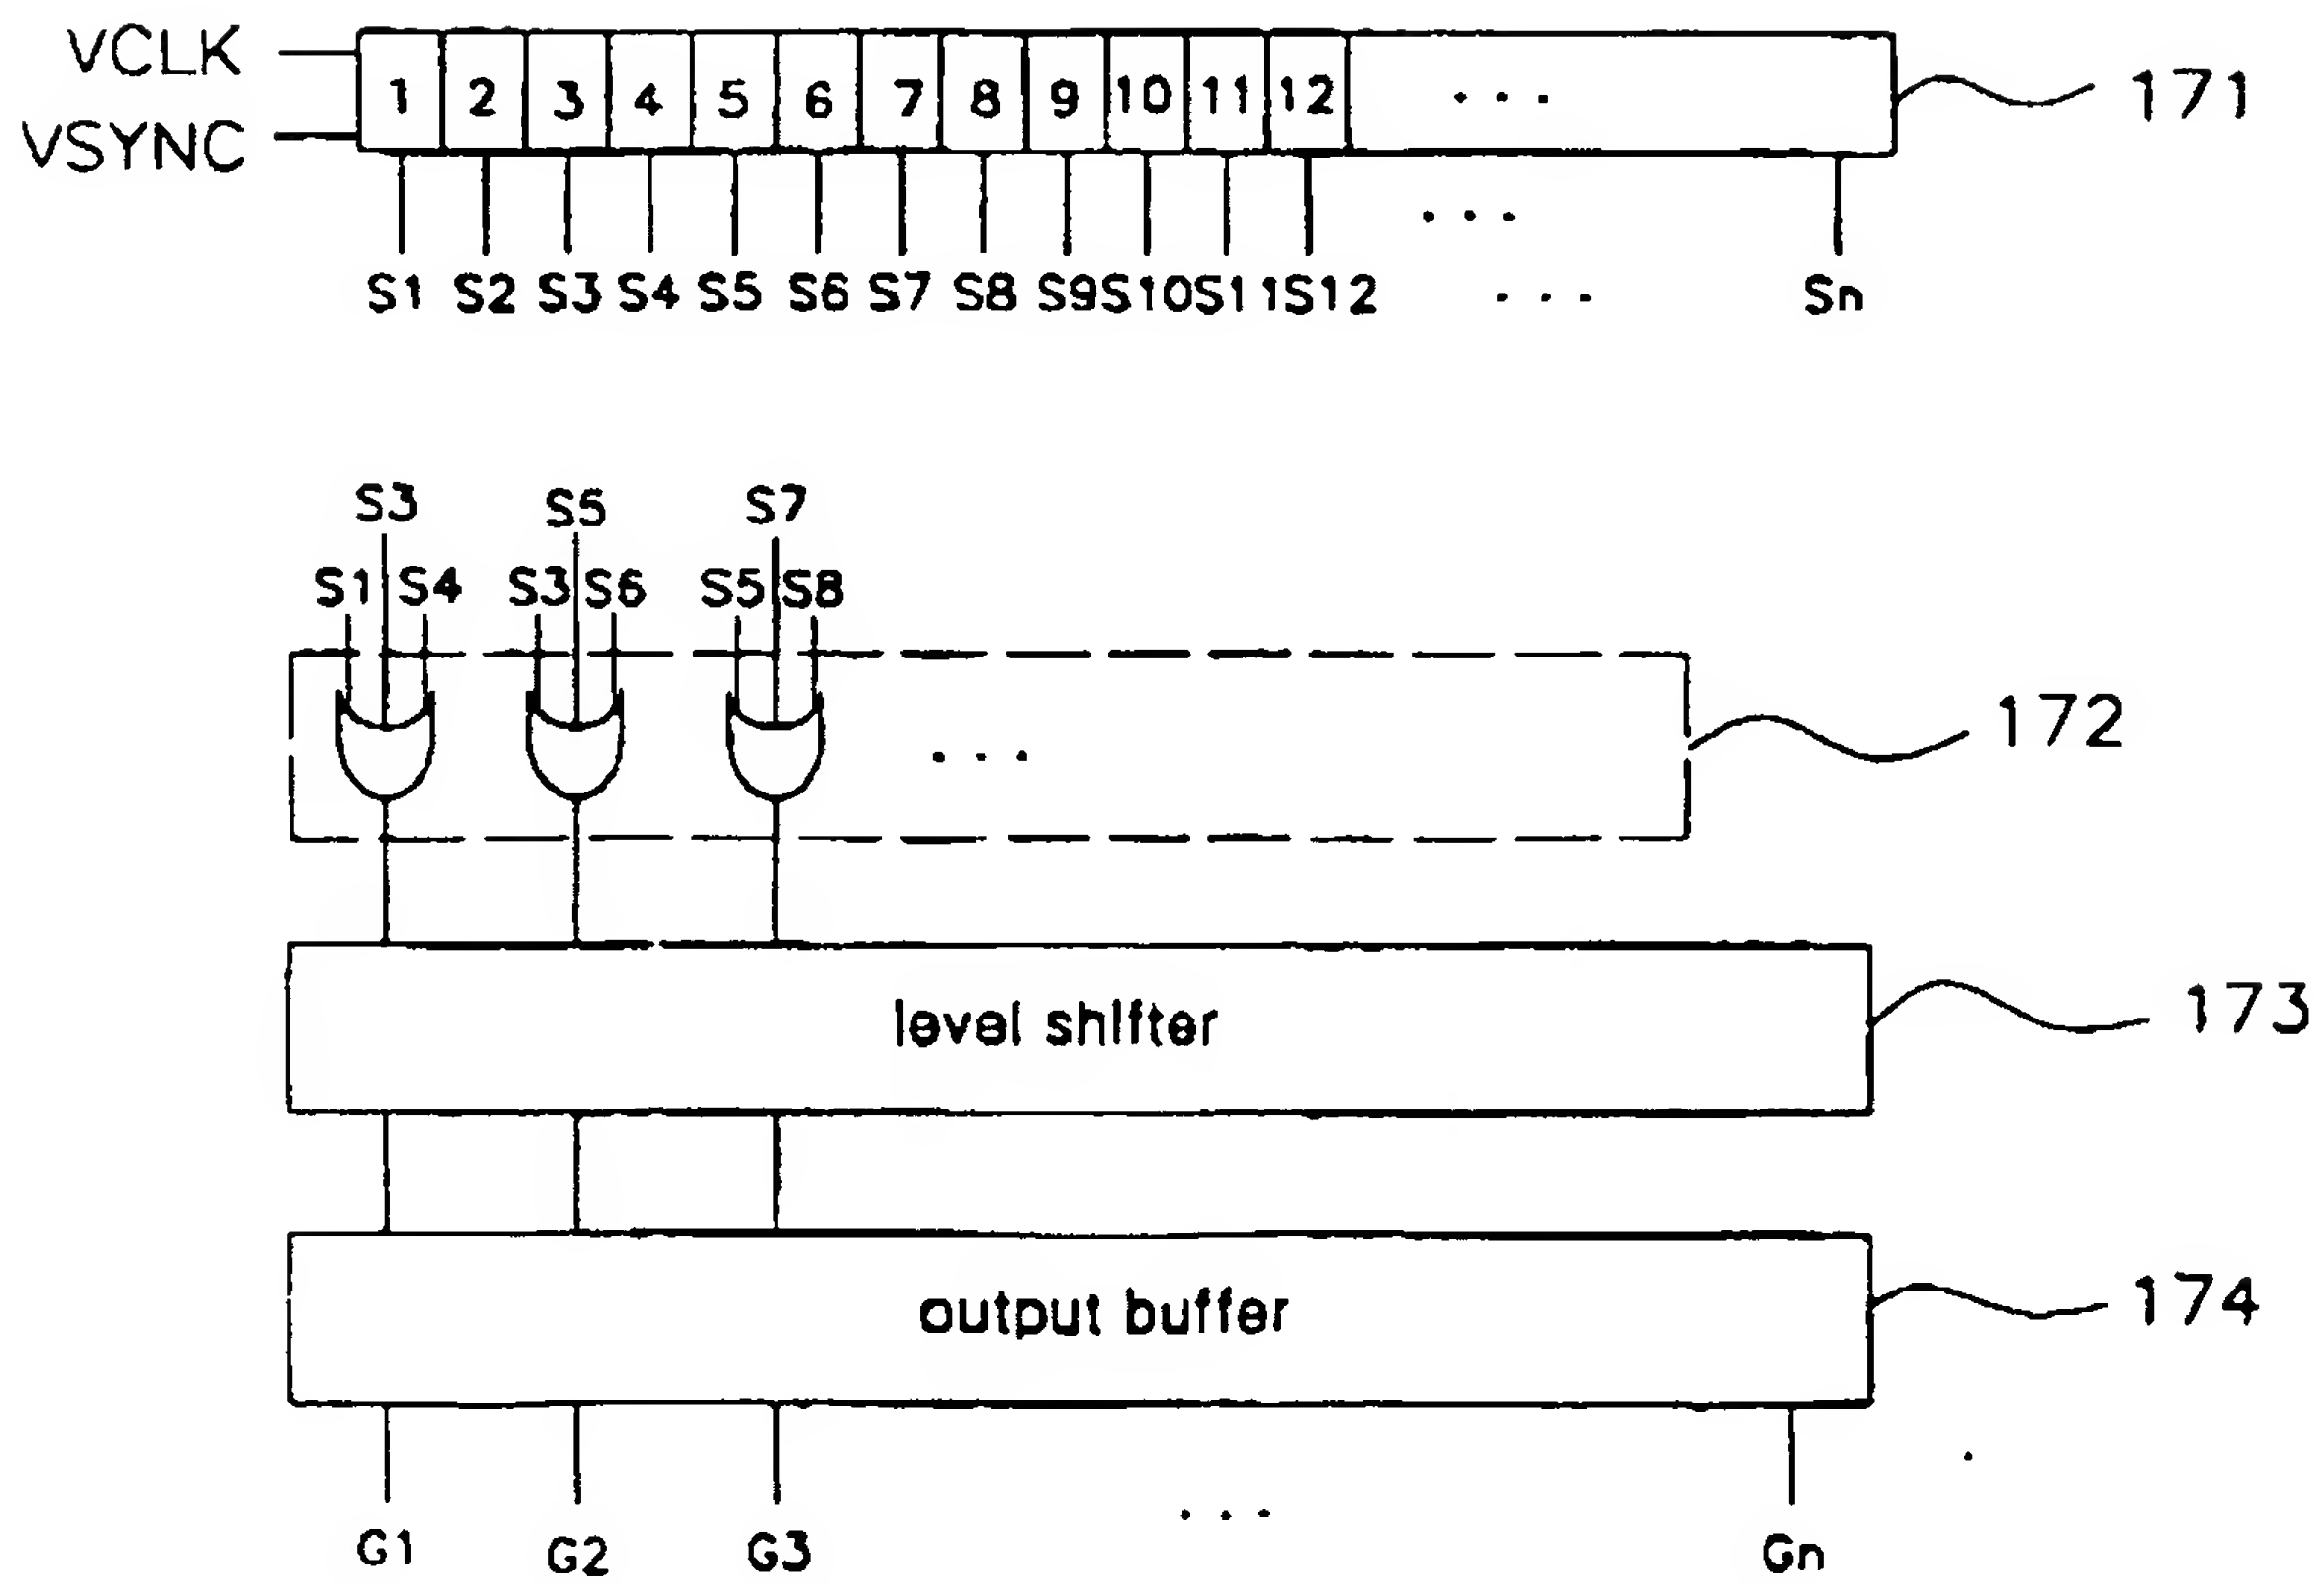 VCLK
VSYNC
1 2 3 4 5 6 7 8 9 10 11 12 ...
171
...
S1 S2 S3 S4 S5 S6 S7 S8 S9 S10 S11 S12 ... Sn
S3 S5 S7
S1 S4 S3 S6 S5 S8
...
172
level shifter
173
output buffer
174
...
G1 G2 G3 Gn